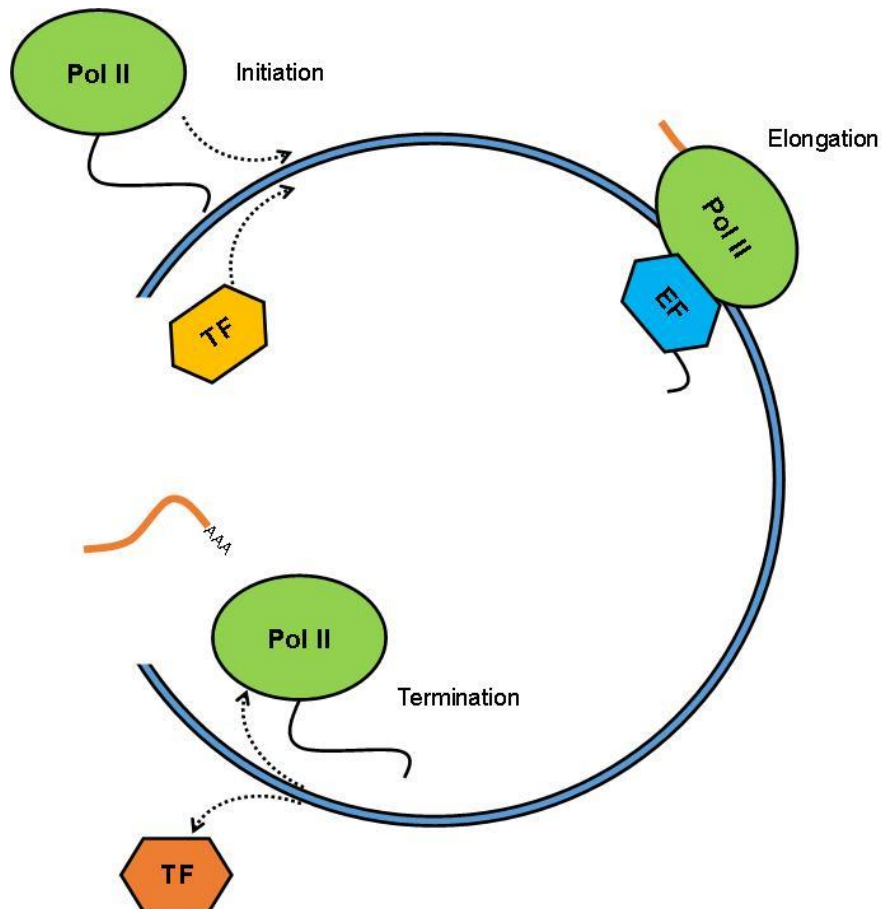 Pol II
Initiation
Elongation
Pol II
TF
EF
AAA
Pol II
Termination
TF